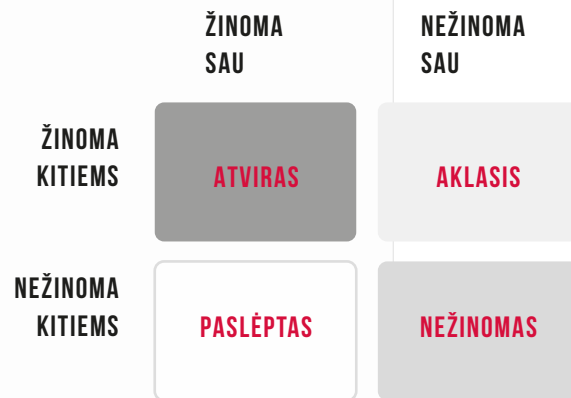 ŽINOMA
SAU
NEŽINOMA
SAU
ŽINOMA
KITIEMS
ATVIRAS
AKLASIS
NEŽINOMA
KITIEMS
PASLĖPTAS
NEŽINOMAS